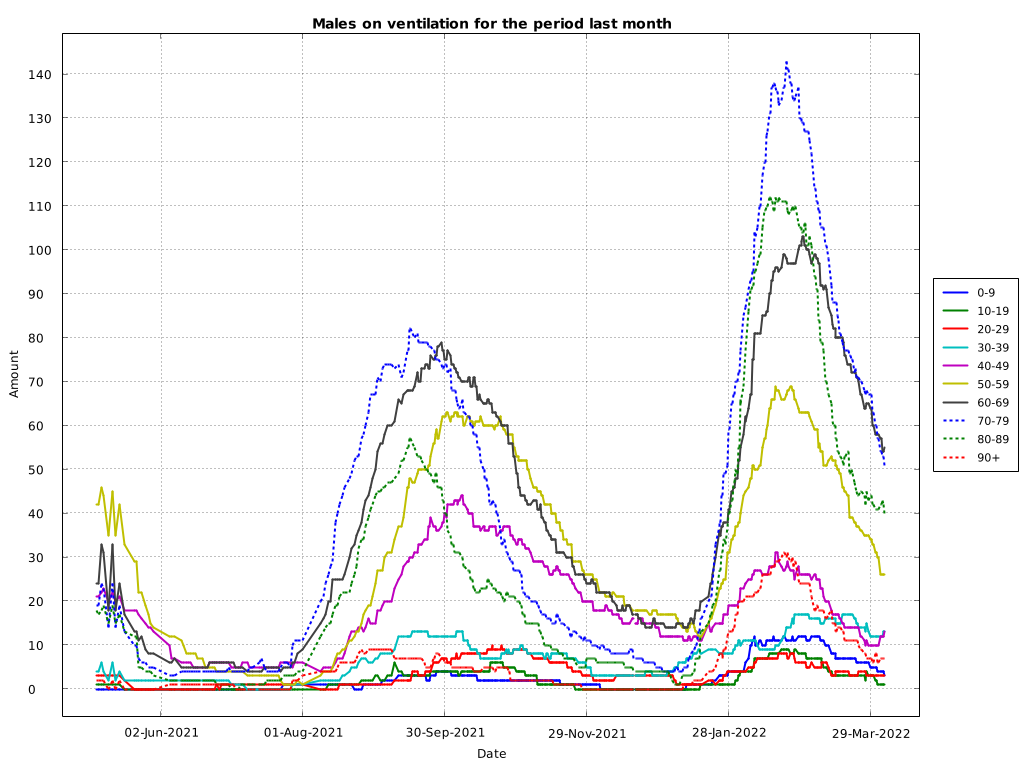 Males on ventilation for the period last month
Amount
140
130
120
110
100
90
80
70
60
50
40
30
20
10
0
02-Jun-2021
01-Aug-2021
30-Sep-2021
29-Nov-2021
28-Jan-2022
29-Mar-2022
Date
0-9
10-19
20-29
30-39
40-49
50-59
60-69
70-79
80-89
90+